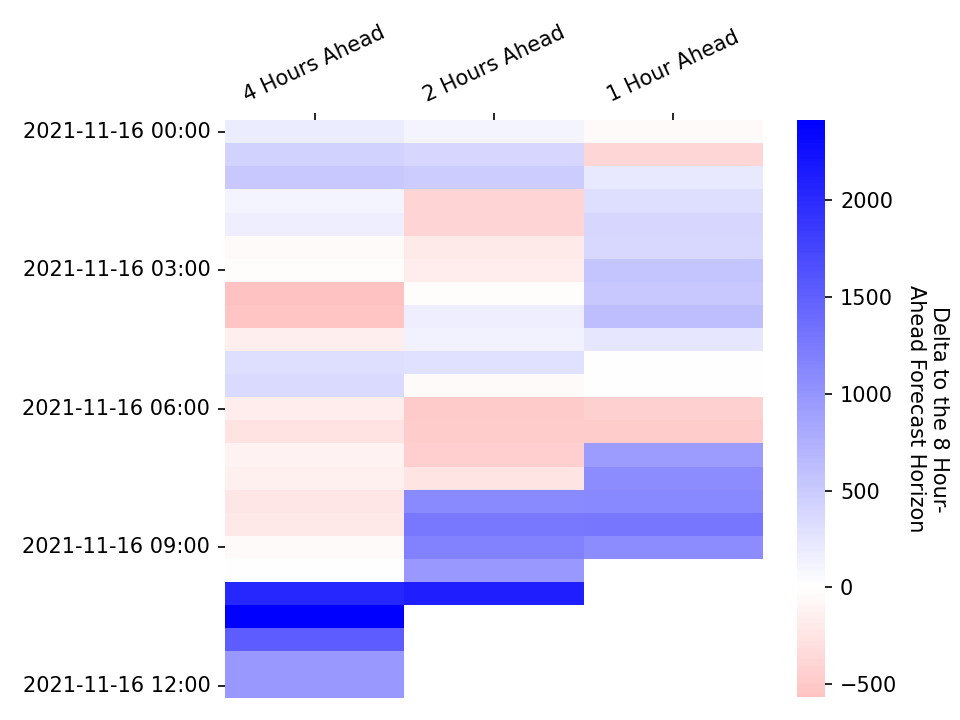 4 Hours Ahead
2 Hours Ahead
1 Hour Ahead
2021-11-16 00:00
2021-11-16 03:00
2021-11-16 06:00
2021-11-16 09:00
2021-11-16 12:00
2000
1500
1000
500
0
−500
Delta to the 8 Hour-
Ahead Forecast Horizon